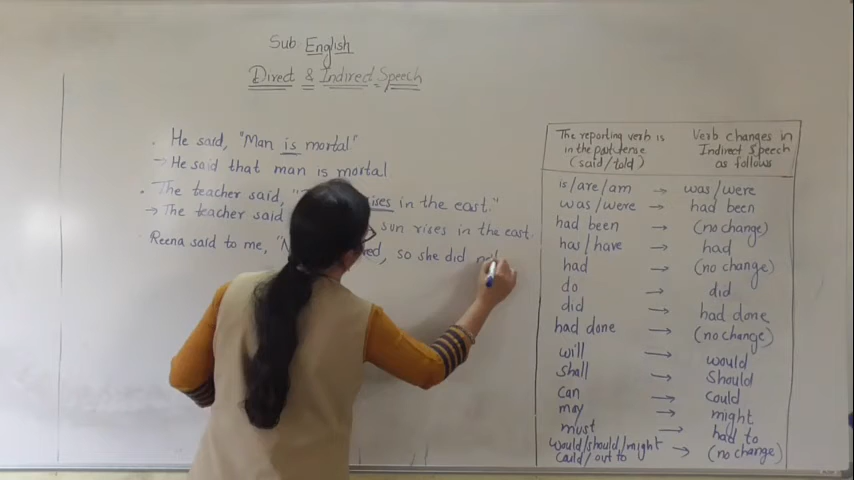 Sub English
Direct & Indirect Speech
. He said, "Man is mortal"
→ He said that man is mortal
. The teacher said, " rises in the east."
→ The teacher said sun rises in the east.
Reena said to me, " , so she did
The reporting verb is
in the past tense
(said/told)
Verb changes in
Indirect Speech
as follows
is/are/am → was/were
was/were → had been
had been → (no change)
has/have → had
had → (no change)
do → did
did → had done
had done → (no change)
will → would
shall → should
can → could
may → might
must → had to
would/should/might
could/out to → (no change)